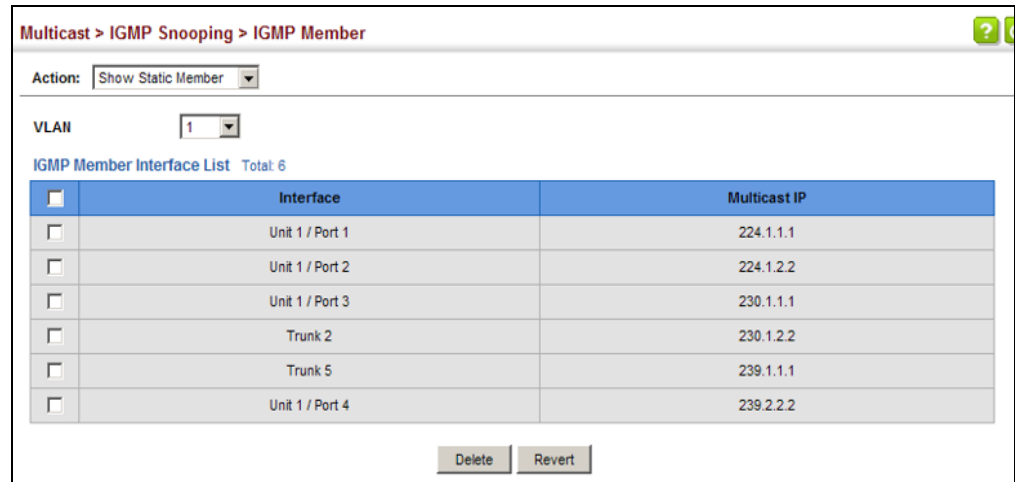 Multicast > IGMP Snooping > IGMP Member
?
Action: Show Static Member
VLAN 1
IGMP Member Interface List Total: 6
Interface Multicast IP
Unit 1 / Port 1 224.1.1.1
Unit 1 / Port 2 224.1.2.2
Unit 1 / Port 3 230.1.1.1
Trunk 2 230.1.2.2
Trunk 5 239.1.1.1
Unit 1 / Port 4 239.2.2.2
Delete Revert